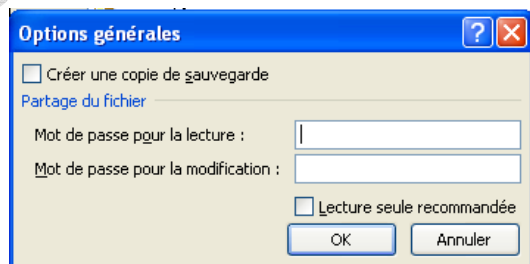 Options générales
Créer une copie de sauvegarde
Partage du fichier
Mot de passe pour la lecture :
Mot de passe pour la modification :
Lecture seule recommandée
OK Annuler